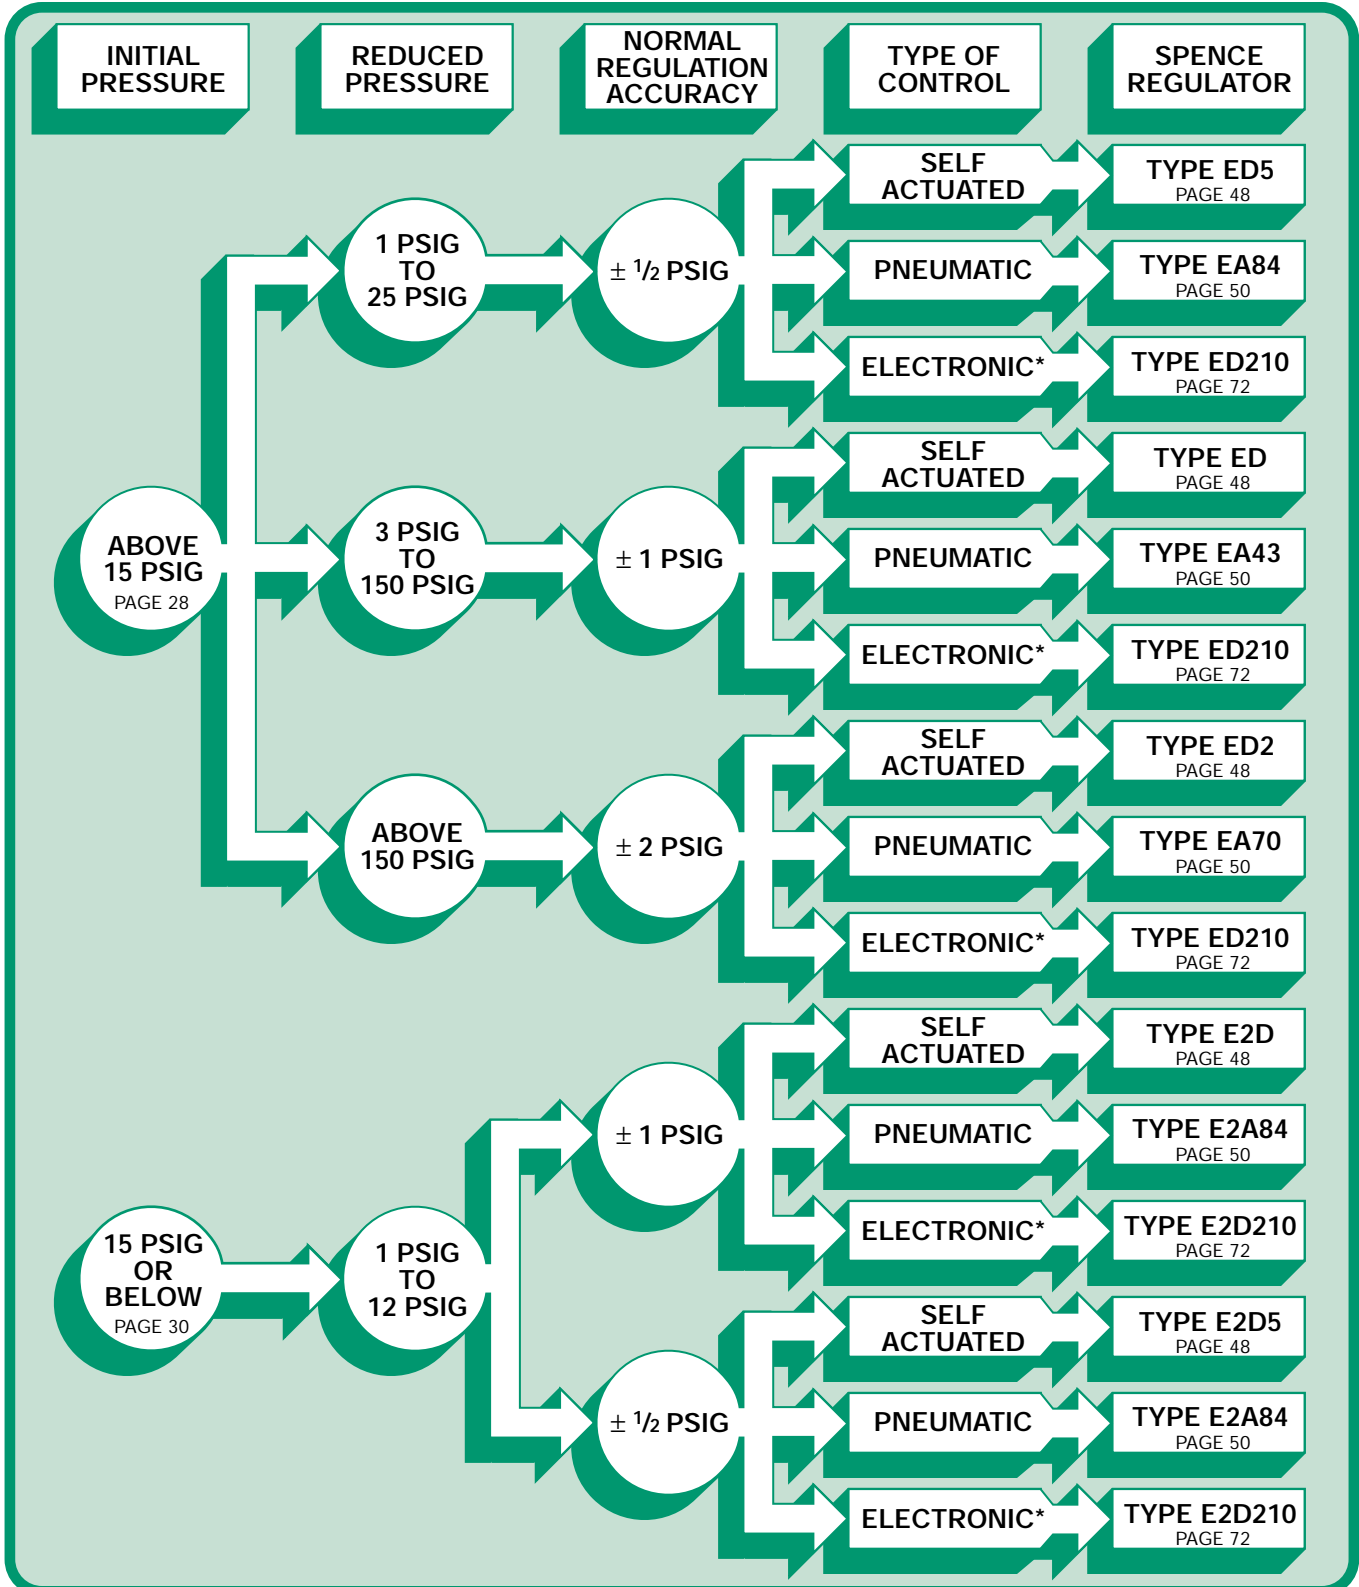 INITIAL
PRESSURE
REDUCED
PRESSURE
NORMAL
REGULATION
ACCURACY
TYPE OF
CONTROL
SPENCE
REGULATOR
ABOVE
15 PSIG
PAGE 28
1 PSIG
TO
25 PSIG
± 1/2 PSIG
SELF
ACTUATED
TYPE ED5
PAGE 48
PNEUMATIC
TYPE EA84
PAGE 50
ELECTRONIC*
TYPE ED210
PAGE 72
3 PSIG
TO
150 PSIG
± 1 PSIG
SELF
ACTUATED
TYPE ED
PAGE 48
PNEUMATIC
TYPE EA43
PAGE 50
ELECTRONIC*
TYPE ED210
PAGE 72
ABOVE
150 PSIG
± 2 PSIG
SELF
ACTUATED
TYPE ED2
PAGE 48
PNEUMATIC
TYPE EA70
PAGE 50
ELECTRONIC*
TYPE ED210
PAGE 72
15 PSIG
OR
BELOW
PAGE 30
1 PSIG
TO
12 PSIG
± 1 PSIG
SELF
ACTUATED
TYPE E2D
PAGE 48
PNEUMATIC
TYPE E2A84
PAGE 50
ELECTRONIC*
TYPE E2D210
PAGE 72
± 1/2 PSIG
SELF
ACTUATED
TYPE E2D5
PAGE 48
PNEUMATIC
TYPE E2A84
PAGE 50
ELECTRONIC*
TYPE E2D210
PAGE 72